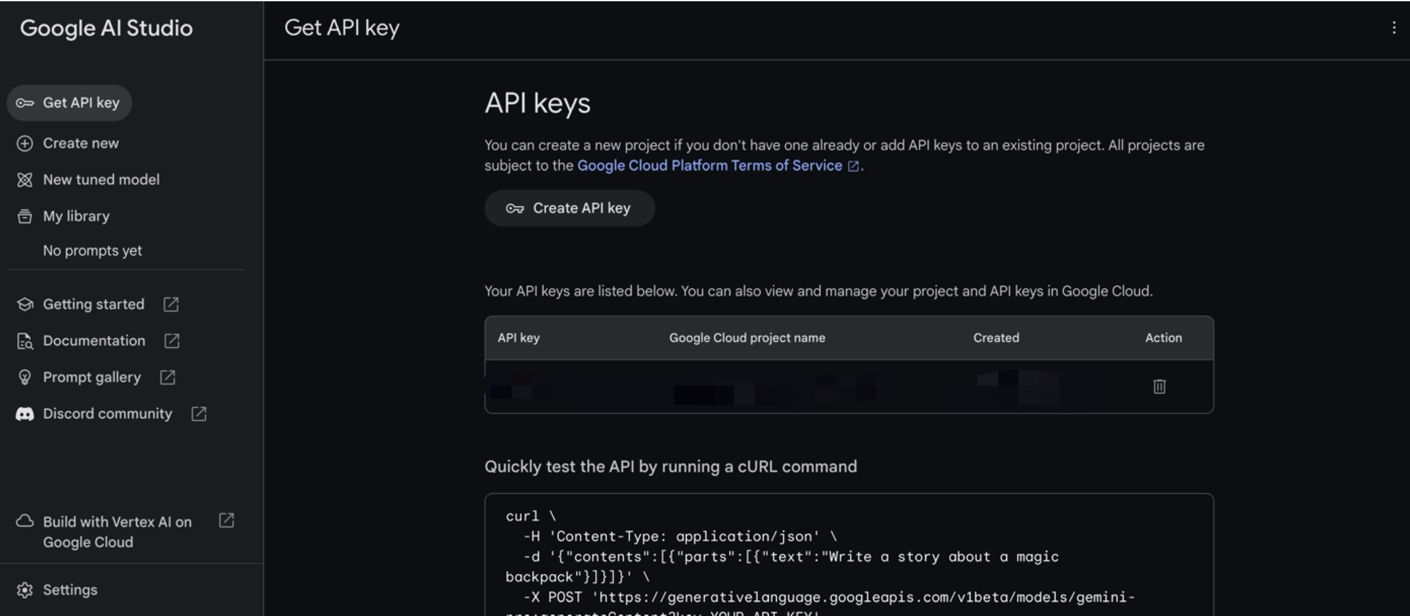 Google AI Studio
Get API key
Get API key
Create new
New tuned model
My library
No prompts yet
Getting started
Documentation
Prompt gallery
Discord community
Build with Vertex AI on
Google Cloud
Settings
API keys
You can create a new project if you don't have one already or add API keys to an existing project. All projects are
subject to the Google Cloud Platform Terms of Service.
Create API key
Your API keys are listed below. You can also view and manage your project and API keys in Google Cloud.
API key Google Cloud project name Created Action
Quickly test the API by running a cURL command
curl \
-H 'Content-Type: application/json' \
-d '{"contents":[{"parts":[{"text":"Write a story about a magic
backpack"}]}]}' \
-X POST 'https://generativelanguage.googleapis.com/v1beta/models/gemini-
pro:generateContent?key=YOUR_API_KEY'